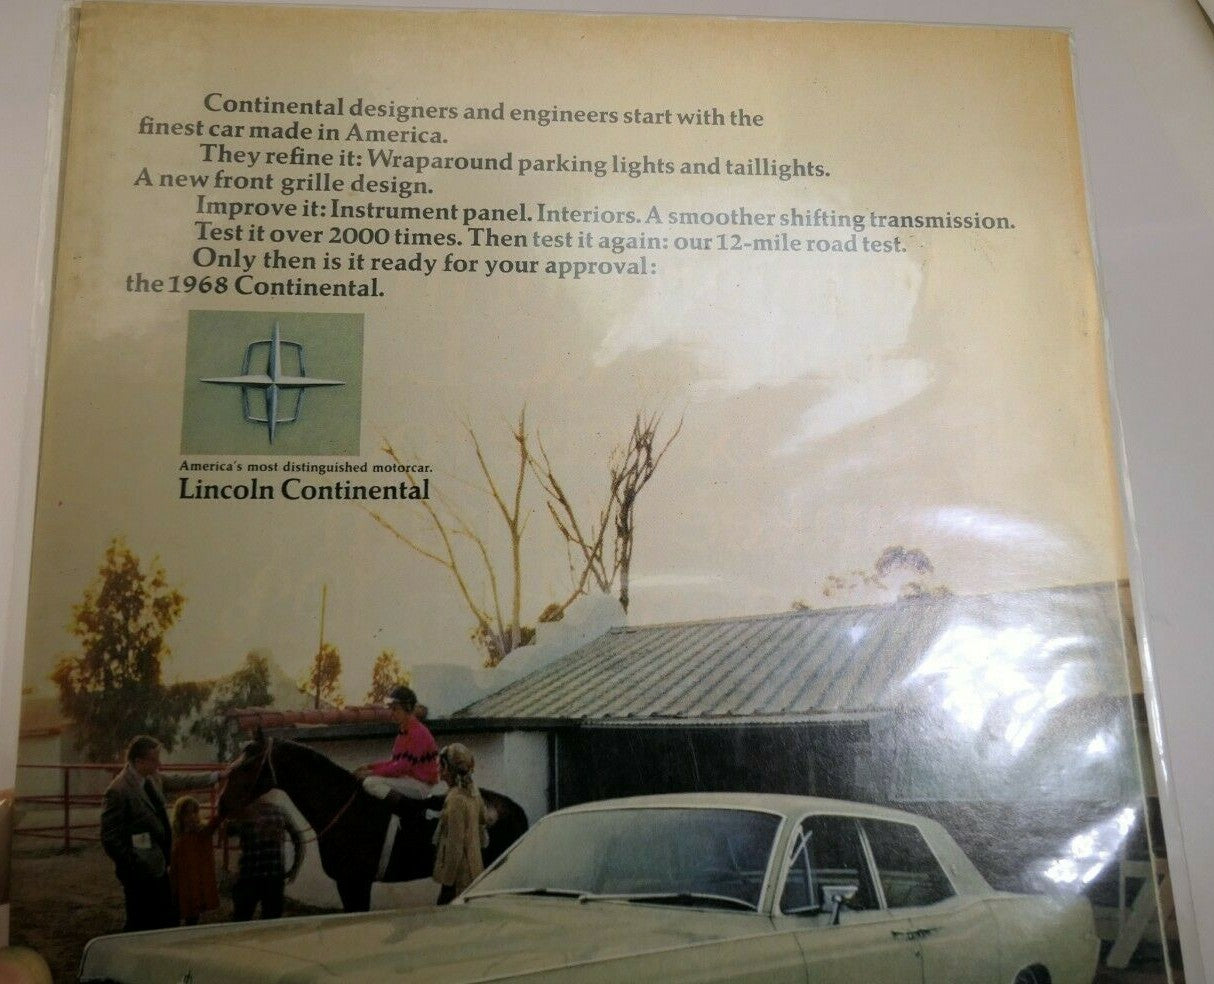 Continental designers and engineers start with the
finest car made in America.
They refine it: Wraparound parking lights and taillights.
A new front grille design.
Improve it: Instrument panel. Interiors. A smoother shifting transmission.
Test it over 2000 times. Then test it again: our 12-mile road test.
Only then is it ready for your approval:
the 1968 Continental.
America's most distinguished motorcar.
Lincoln Continental